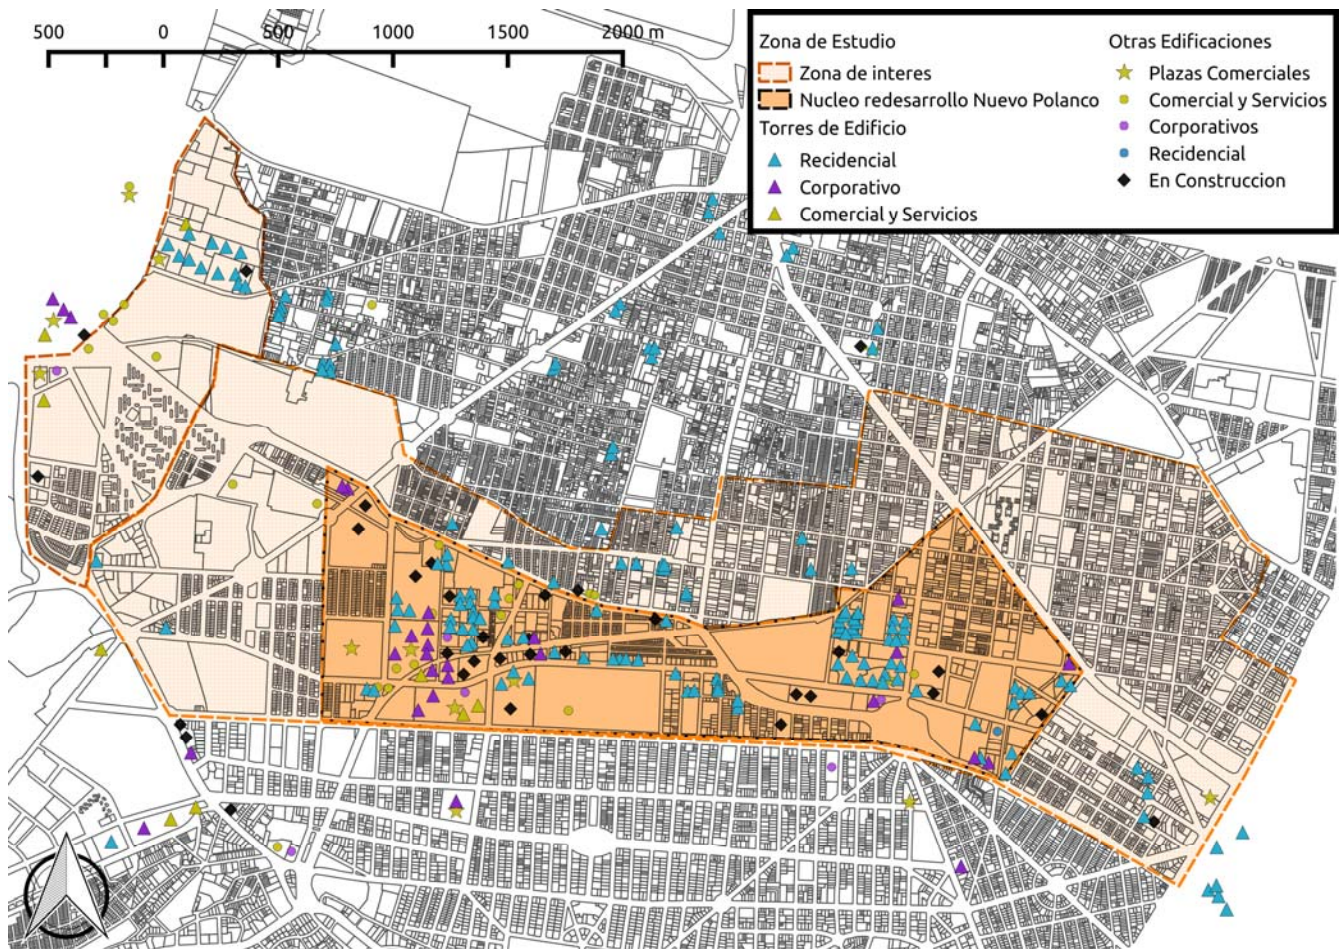 500 0 500 1000 1500 2000 m
Zona de Estudio
Zona de interes
Nucleo redesarrollo Nuevo Polanco
Torres de Edificio
Recidencial
Corporativo
Comercial y Servicios
Otras Edificaciones
Plazas Comerciales
Comercial y Servicios
Corporativos
Recidencial
En Construccion